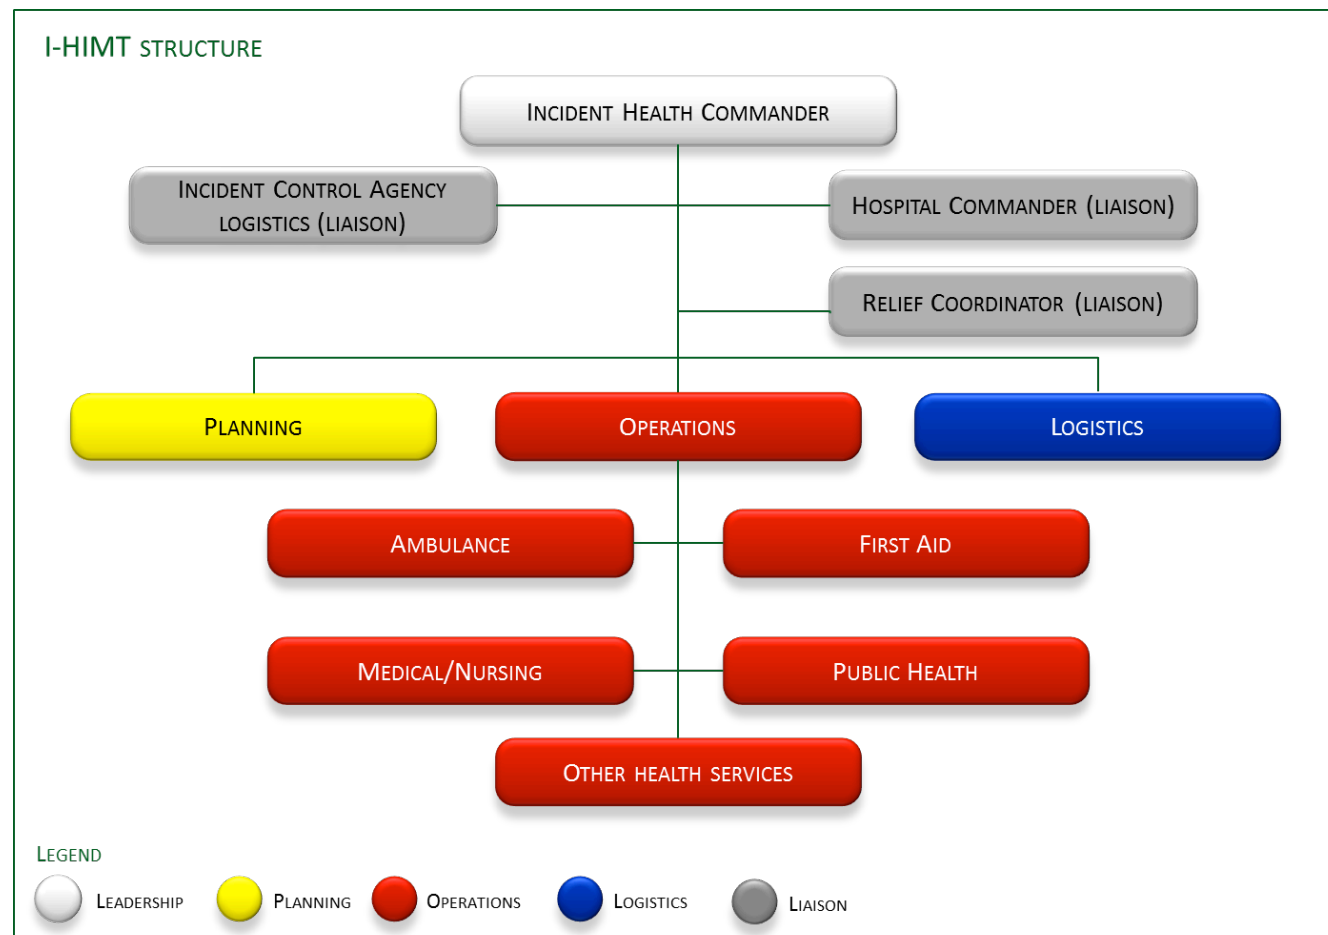 I-HIMT STRUCTURE
INCIDENT HEALTH COMMANDER
INCIDENT CONTROL AGENCY
LOGISTICS (LIAISON)
HOSPITAL COMMANDER (LIAISON)
RELIEF COORDINATOR (LIAISON)
PLANNING
OPERATIONS
LOGISTICS
AMBULANCE
FIRST AID
MEDICAL/NURSING
PUBLIC HEALTH
OTHER HEALTH SERVICES
LEGEND
LEADERSHIP
PLANNING
OPERATIONS
LOGISTICS
LIAISON